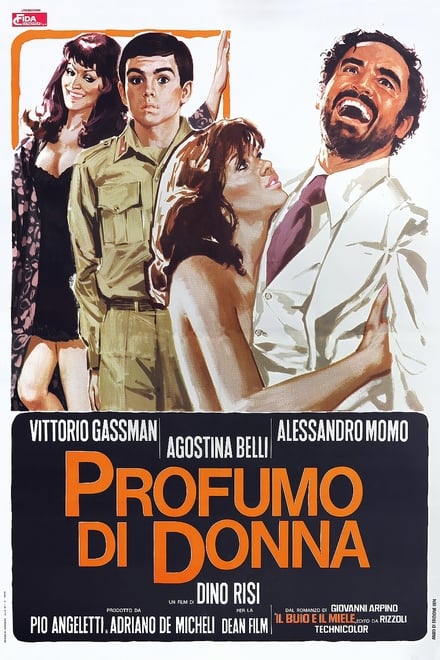 FIDA
VITTORIO GASSMAN
AGOSTINA BELLI
ALESSANDRO MOMO
PROFUMO
DI DONNA
UN FILM DI
DINO RISI
PRODOTTO DA
PIO ANGELETTI E ADRIANO DE MICHELI
PER LA
DEAN FILM
DAL ROMANZO DI GIOVANNI ARPINO
"IL BUIO E IL MIELE" EDITO DA RIZZOLI
TECHNICOLOR